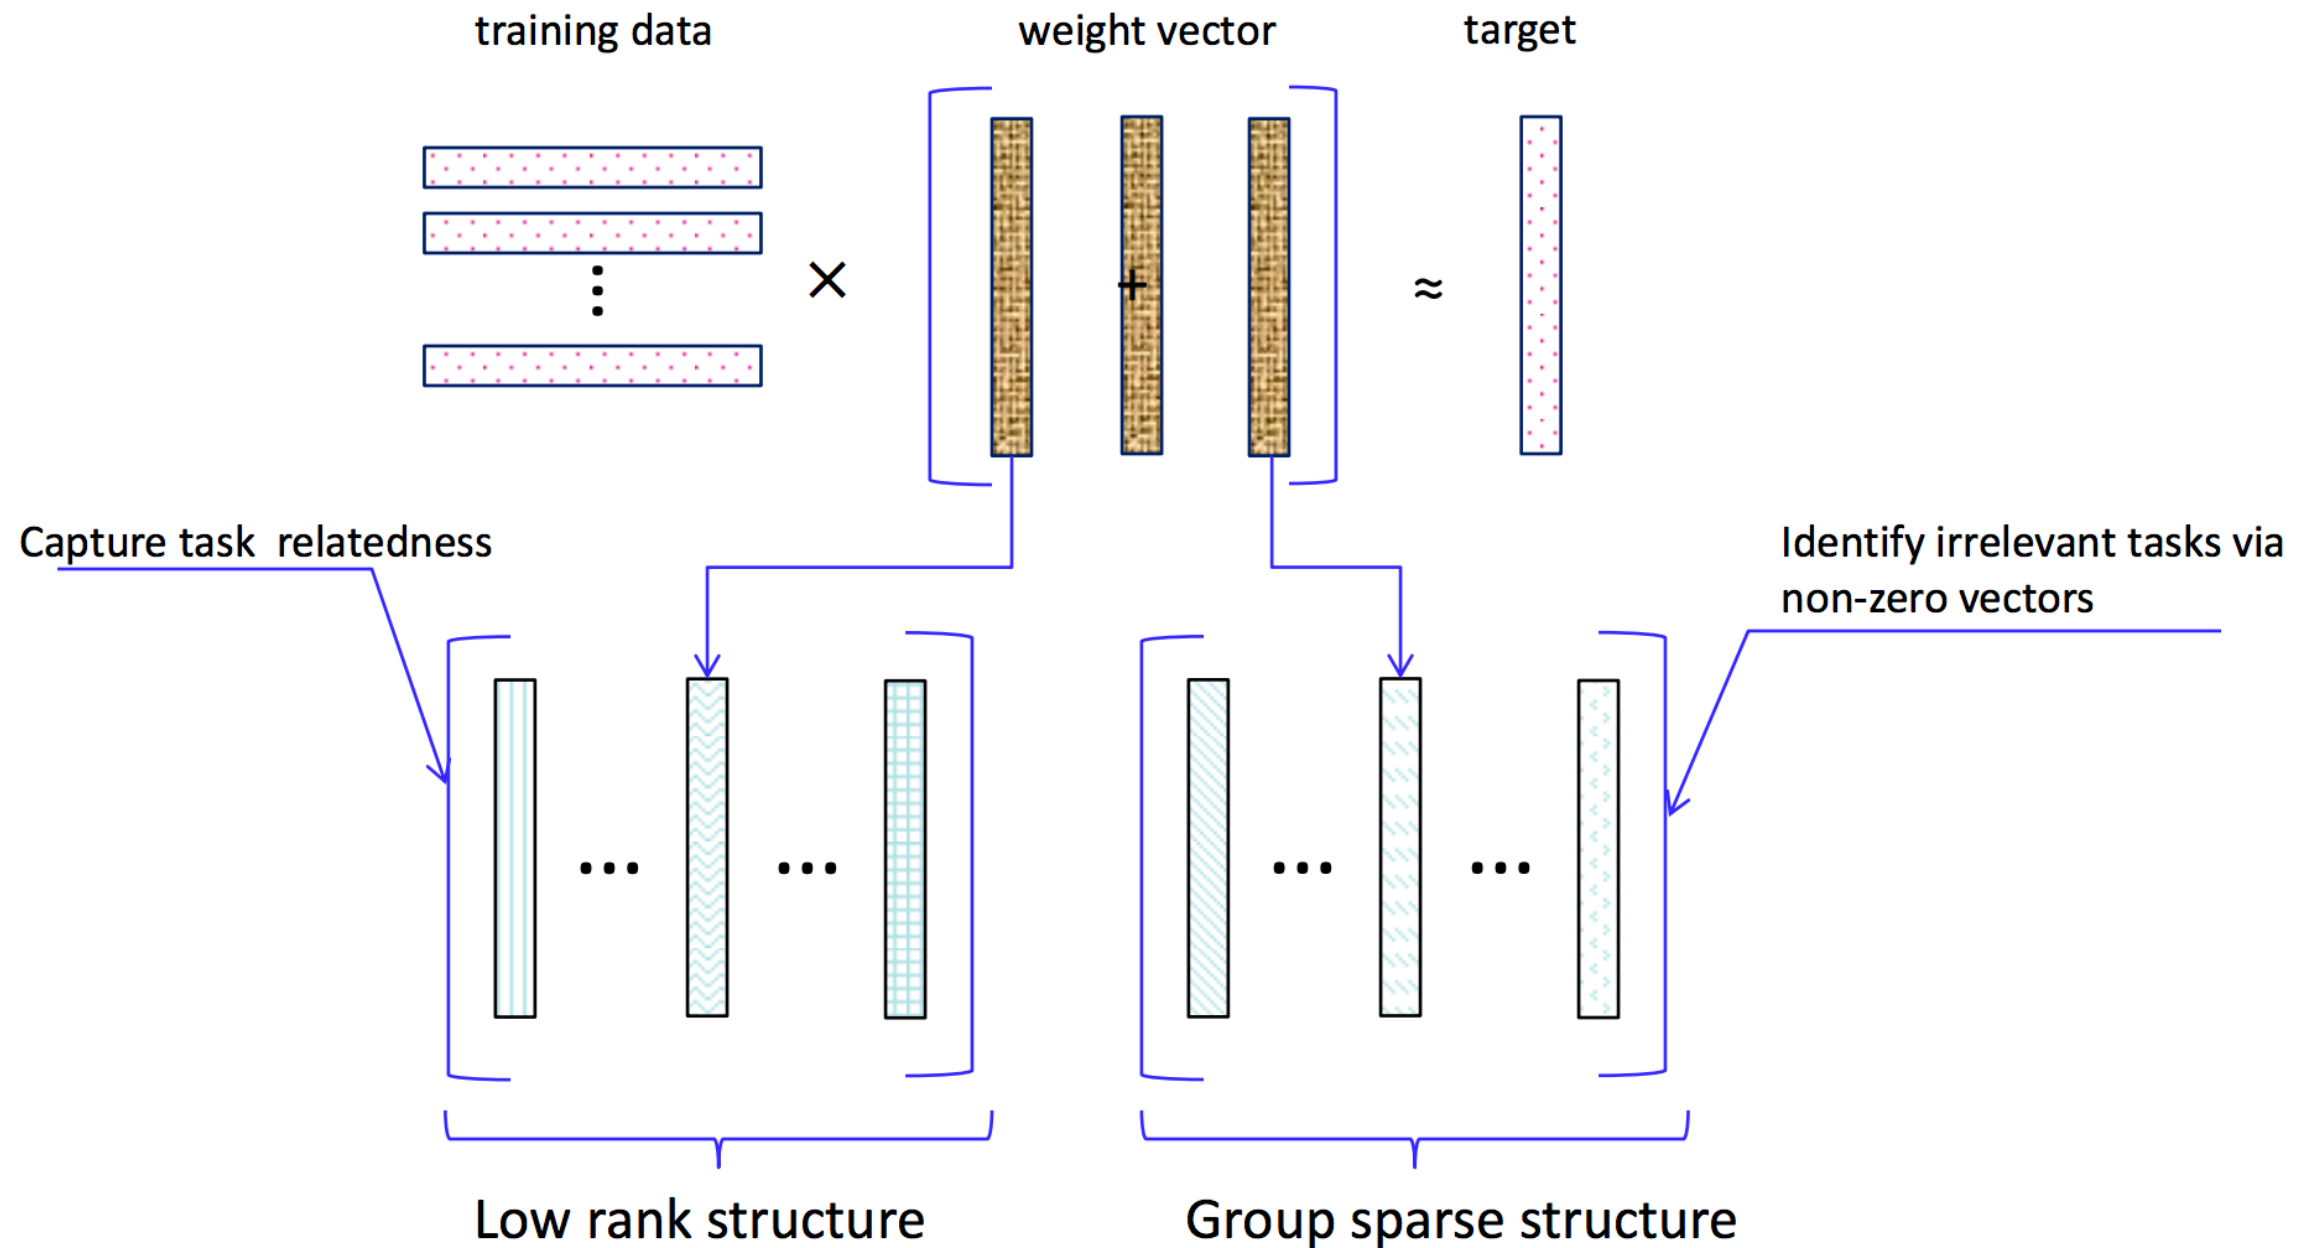 training data
weight vector
target
×
+
≈
Capture task  relatedness
Identify irrelevant tasks via
non-zero vectors
Low rank structure
Group sparse structure